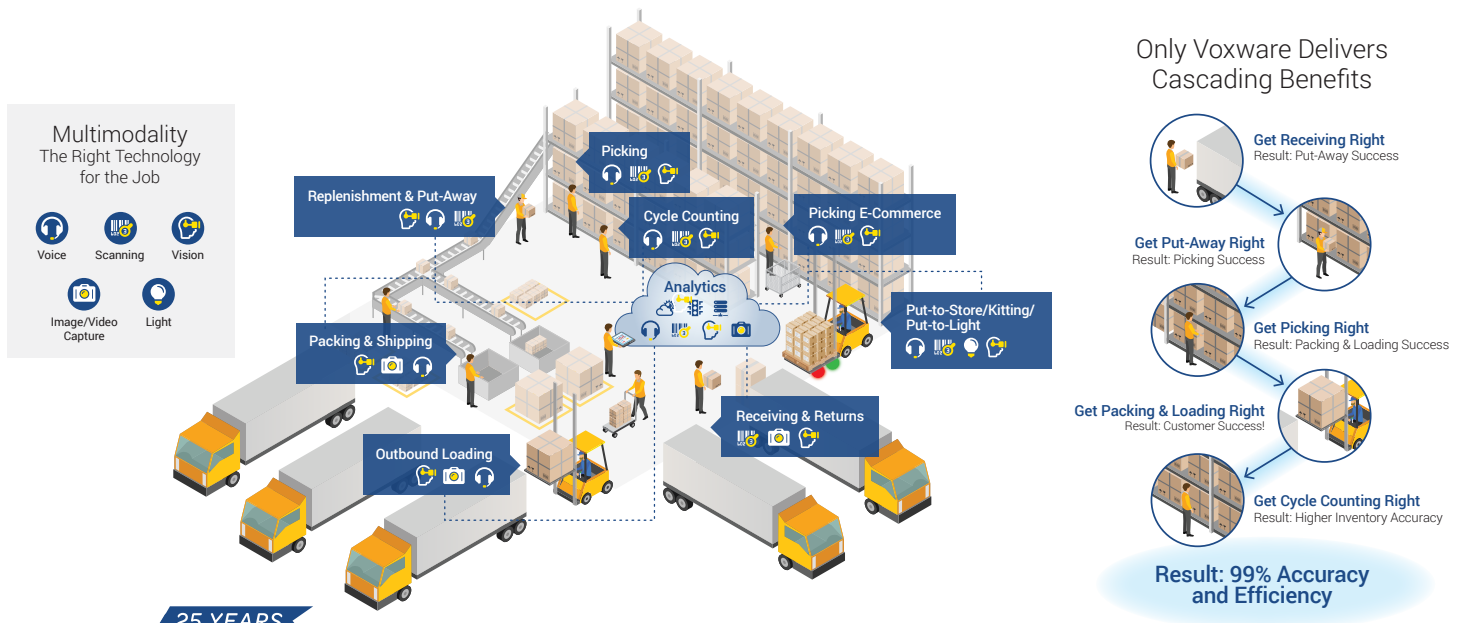 Multimodality
The Right Technology
for the Job
Voice
Scanning
Vision
Image/Video
Capture
Light
Replenishment & Put-Away
Picking
Cycle Counting
Picking E-Commerce
Analytics
Packing & Shipping
Put-to-Store/Kitting/
Put-to-Light
Receiving & Returns
Outbound Loading
25 YEARS
Only Voxware Delivers
Cascading Benefits
Get Receiving Right
Result: Put-Away Success
Get Put-Away Right
Result: Picking Success
Get Picking Right
Result: Packing & Loading Success
Get Packing & Loading Right
Result: Customer Success!
Get Cycle Counting Right
Result: Higher Inventory Accuracy
Result: 99% Accuracy
and Efficiency